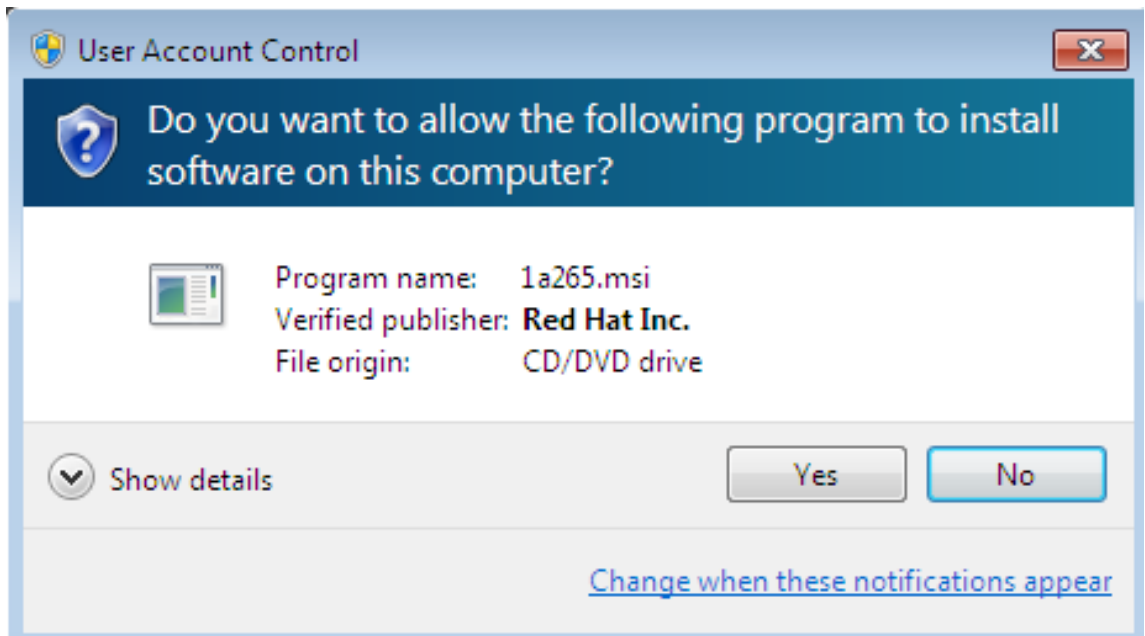 User Account Control
Do you want to allow the following program to install
software on this computer?
Program name: 1a265.msi
Verified publisher: Red Hat Inc.
File origin: CD/DVD drive
Show details
Yes
No
Change when these notifications appear